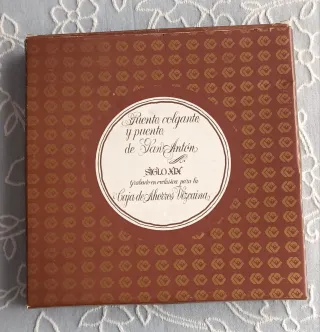 Puente colgante
y puente
de San Antón
SIGLO XIX
grabado en exclusiva para la
Caja de Ahorros Vizcaina